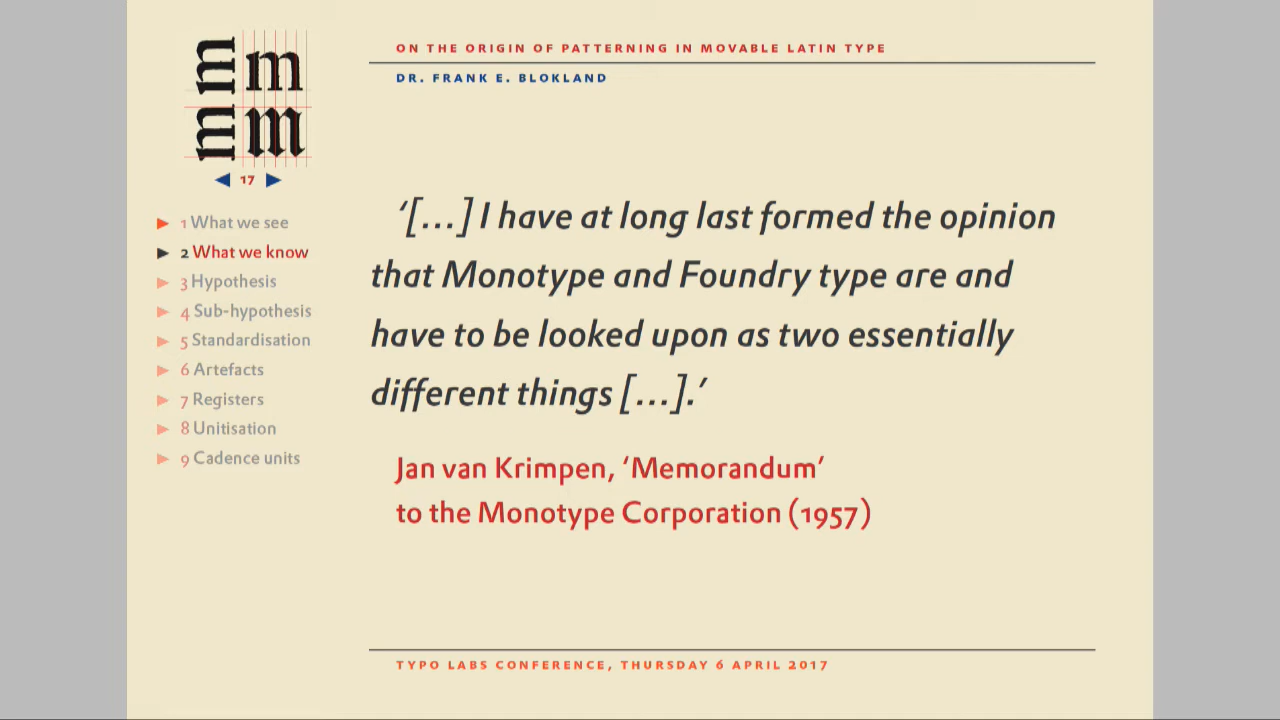 m m
m m
17
1 What we see
2 What we know
3 Hypothesis
4 Sub-hypothesis
5 Standardisation
6 Artefacts
7 Registers
8 Unitisation
9 Cadence units
ON THE ORIGIN OF PATTERNING IN MOVABLE LATIN TYPE
DR. FRANK E. BLOKLAND
‘[…] I have at long last formed the opinion
that Monotype and Foundry type are and
have to be looked upon as two essentially
different things […].’
Jan van Krimpen, ‘Memorandum’
to the Monotype Corporation (1957)
TYPO LABS CONFERENCE, THURSDAY 6 APRIL 2017